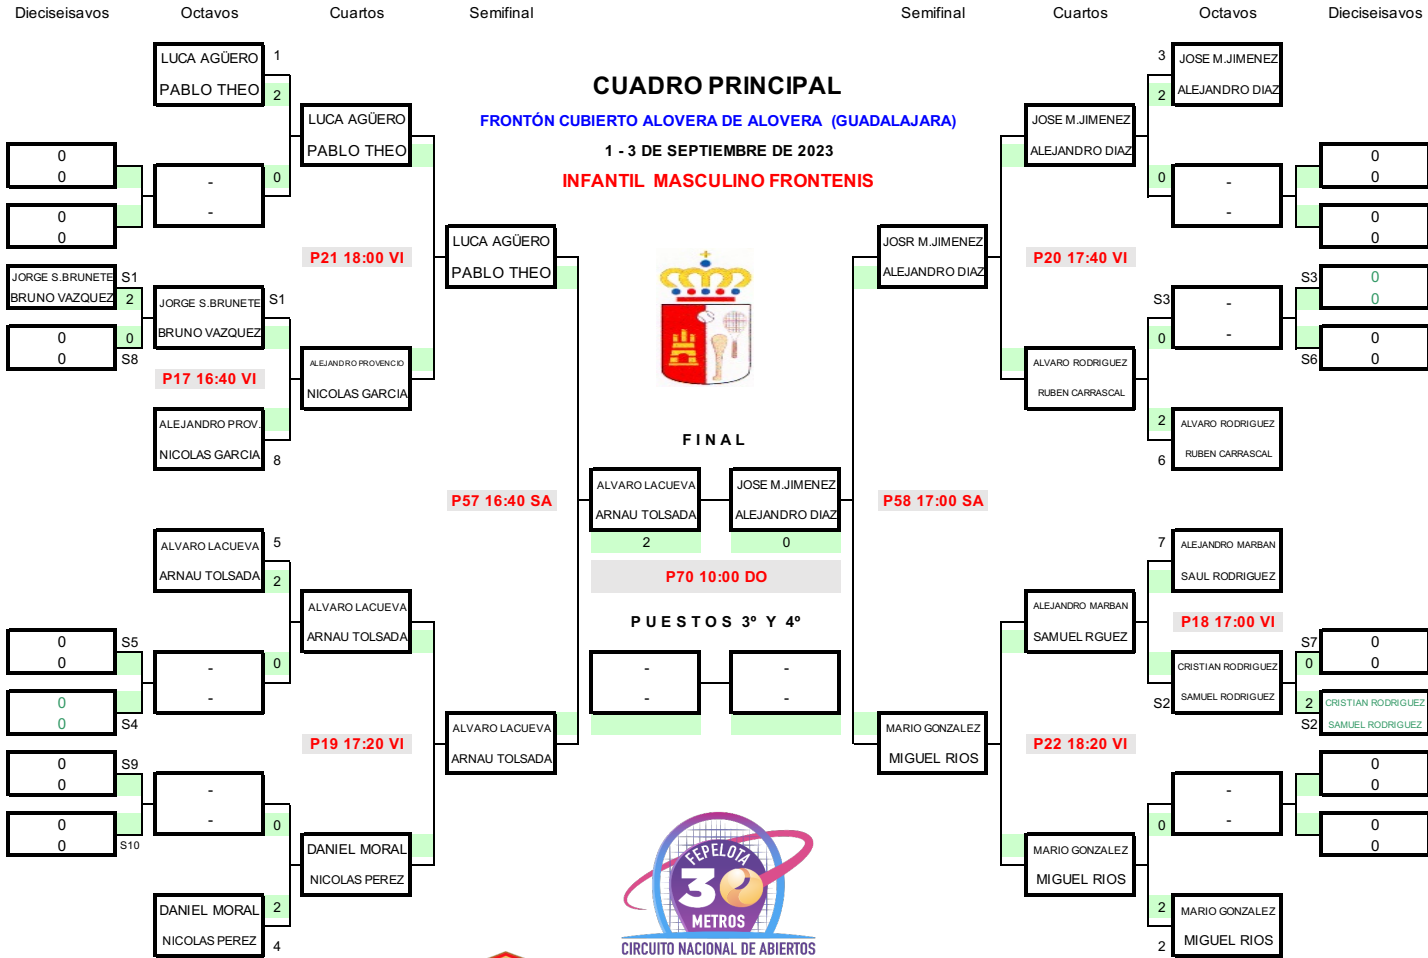 Dieciseisavos Octavos Cuartos Semifinal Semifinal Cuartos Octavos Dieciseisavos
CUADRO PRINCIPAL
FRONTÓN CUBIERTO ALOVERA DE ALOVERA (GUADALAJARA)
1 - 3 DE SEPTIEMBRE DE 2023
INFANTIL MASCULINO FRONTENIS
0
0
0
0
JORGE S.BRUNETE S1
BRUNO VAZQUEZ 2
0 0
0 S8
0 S5
0
0
0 S4
0 S9
0
0
0 S10
LUCA AGÜERO 1
PABLO THEO 2
- 0
-
JORGE S.BRUNETE S1
BRUNO VAZQUEZ
P17 16:40 VI
ALEJANDRO PROV.
NICOLAS GARCIA 8
ALVARO LACUEVA 5
ARNAU TOLSADA 2
- 0
-
-
- 0
DANIEL MORAL 2
NICOLAS PEREZ 4
LUCA AGÜERO
PABLO THEO
P21 18:00 VI
ALEJANDRO PROVENCIO
NICOLAS GARCIA
ALVARO LACUEVA
ARNAU TOLSADA
P19 17:20 VI
DANIEL MORAL
NICOLAS PEREZ
LUCA AGÜERO
PABLO THEO
P57 16:40 SA
ALVARO LACUEVA
ARNAU TOLSADA
FINAL
ALVARO LACUEVA JOSE M.JIMENEZ
ARNAU TOLSADA ALEJANDRO DIAZ
2 0
P70 10:00 DO
PUESTOS 3º Y 4º
- -
- -
FEPELOTA
30
METROS
CIRCUITO NACIONAL DE ABIERTOS
JOSR M.JIMENEZ
ALEJANDRO DIAZ
P58 17:00 SA
MARIO GONZALEZ
MIGUEL RIOS
JOSE M.JIMENEZ
ALEJANDRO DIAZ
P20 17:40 VI
ALVARO RODRIGUEZ
RUBEN CARRASCAL
ALEJANDRO MARBAN
SAMUEL RGUEZ
P22 18:20 VI
MARIO GONZALEZ
MIGUEL RIOS
3 JOSE M.JIMENEZ
2 ALEJANDRO DIAZ
0 -
-
S3 -
0 -
2 ALVARO RODRIGUEZ
6 RUBEN CARRASCAL
7 ALEJANDRO MARBAN
SAUL RODRIGUEZ
P18 17:00 VI
CRISTIAN RODRIGUEZ
S2 SAMUEL RODRIGUEZ
-
0 -
2 MARIO GONZALEZ
2 MIGUEL RIOS
0
0
0
0
S3 0
0
0
S6 0
S7 0
0 0
2 CRISTIAN RODRIGUEZ
S2 SAMUEL RODRIGUEZ
0
0
0
0